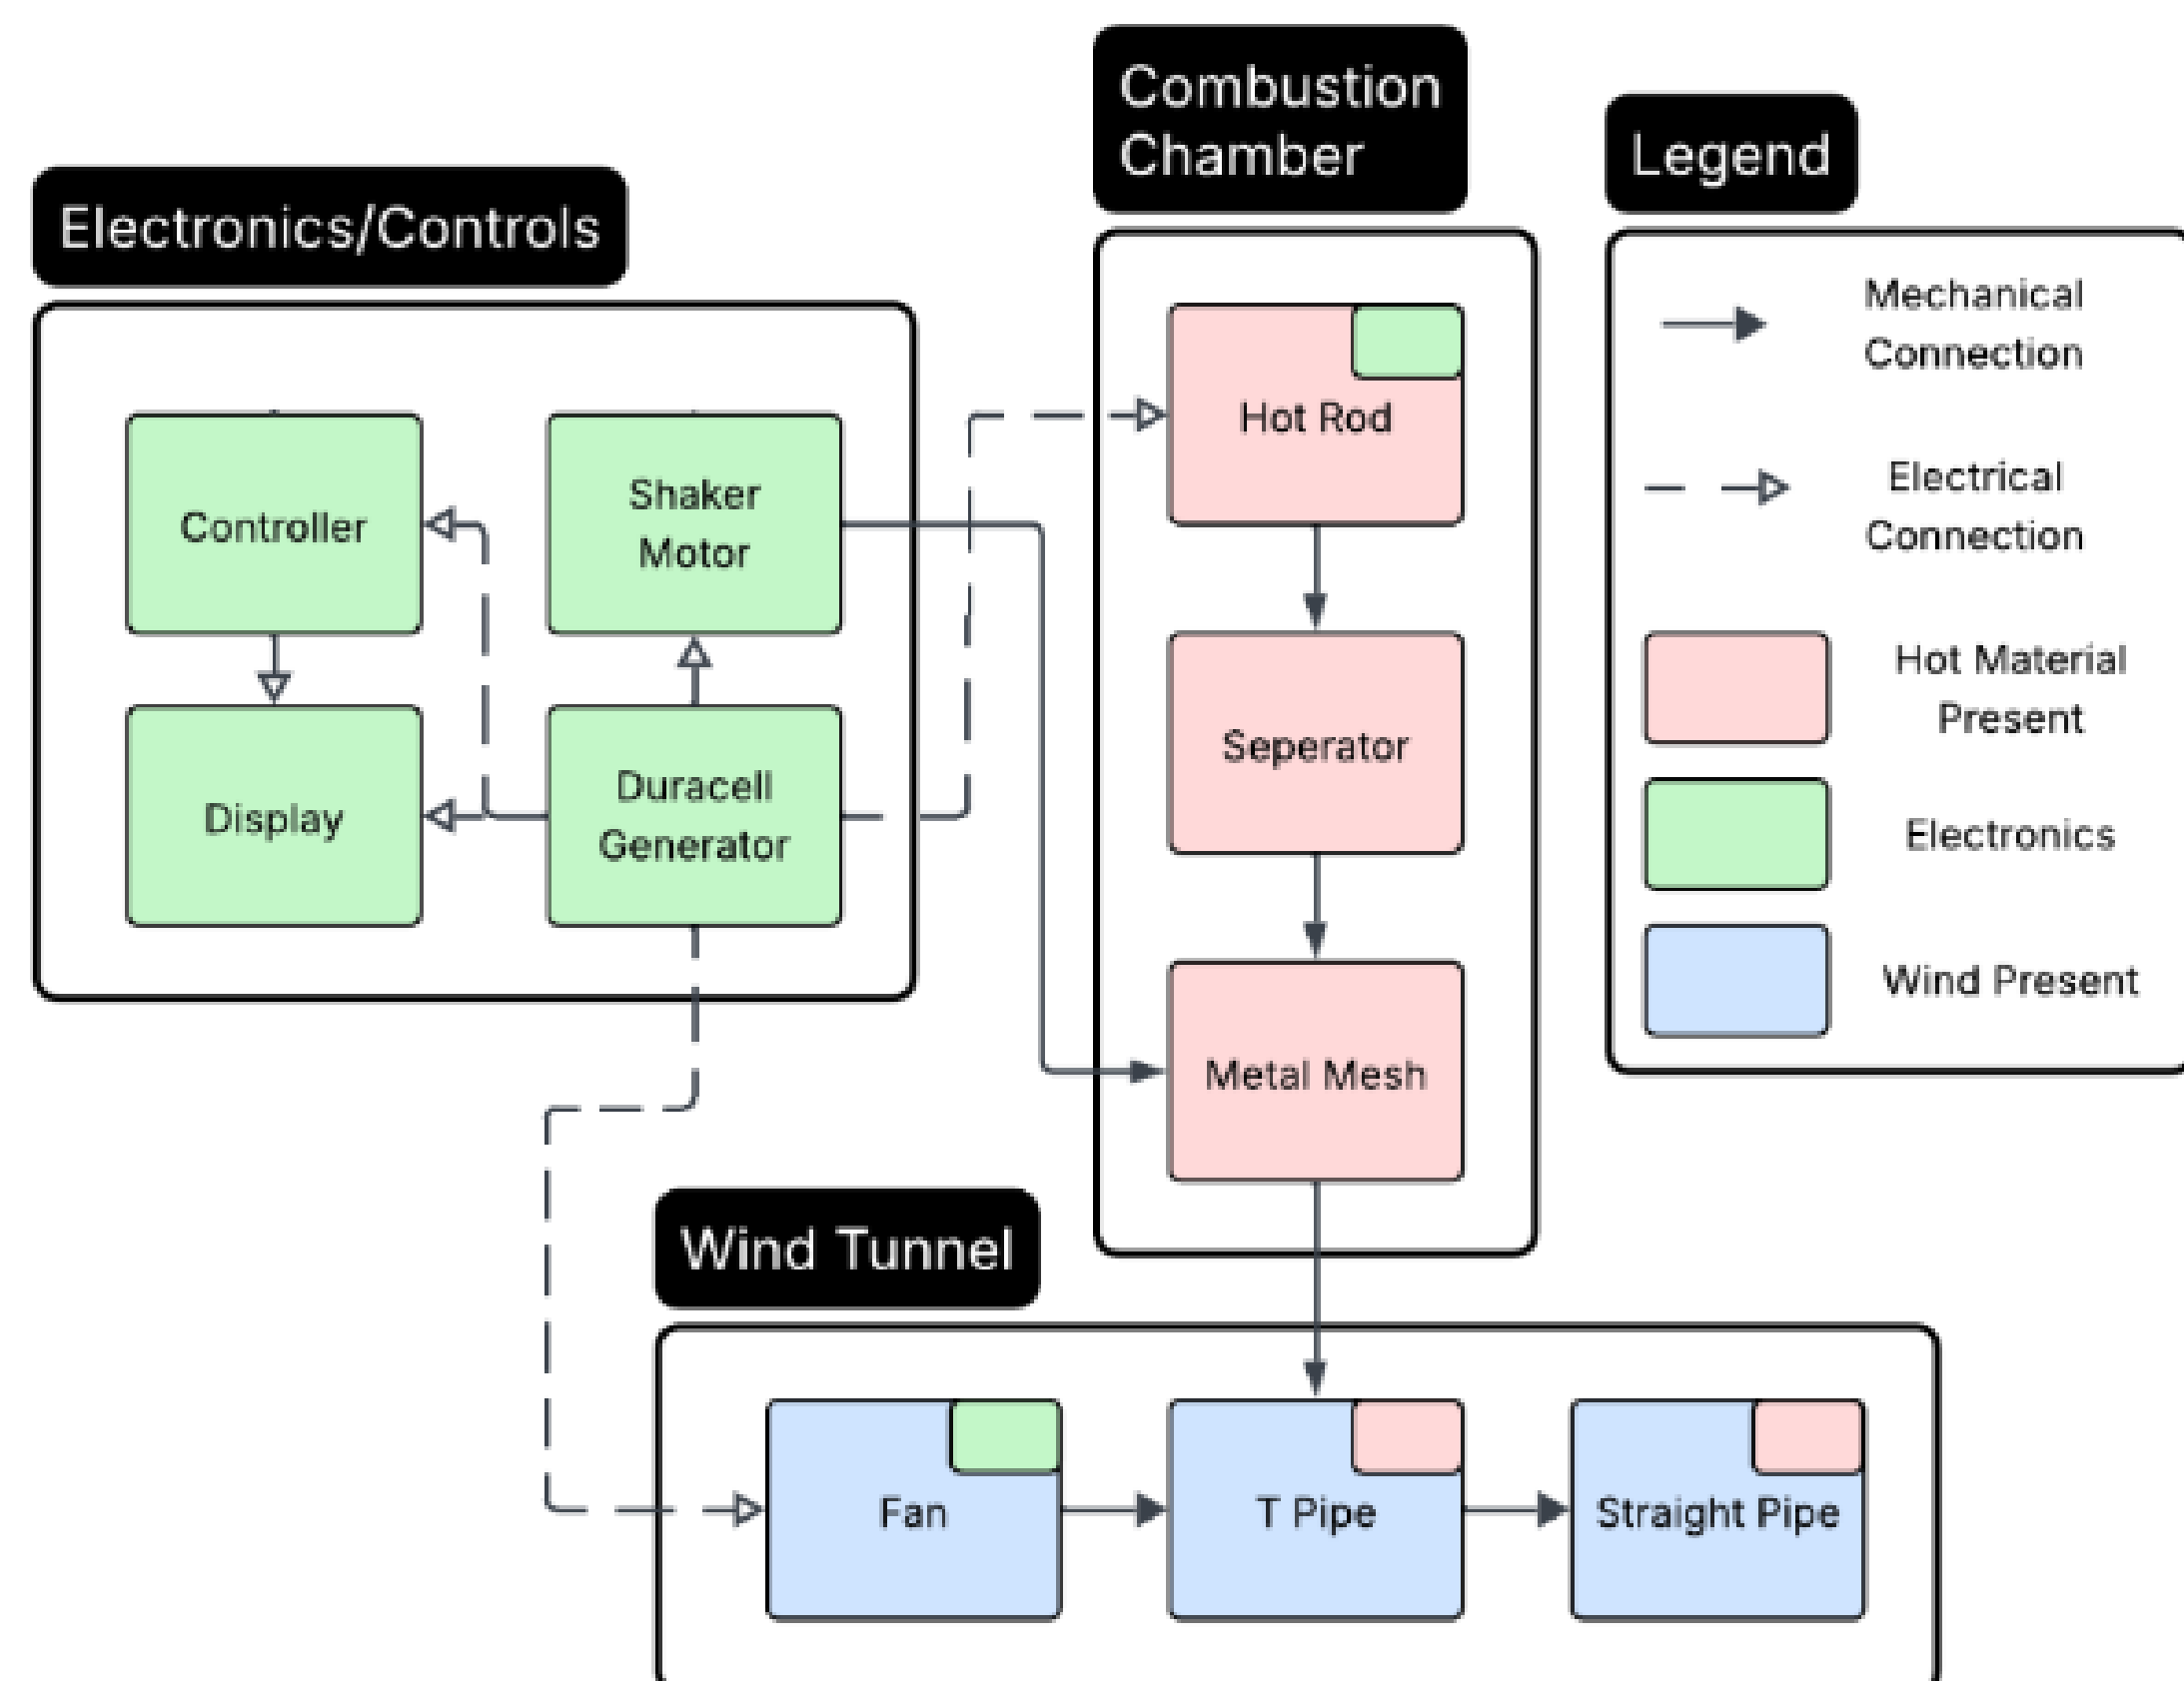 Combustion
Chamber
Legend
Electronics/Controls
Mechanical
Connection
Electrical
Connection
Hot Material
Present
Electronics
Wind Present
Controller
Shaker
Motor
Display
Duracell
Generator
Hot Rod
Seperator
Metal Mesh
Wind Tunnel
Fan
T Pipe
Straight Pipe